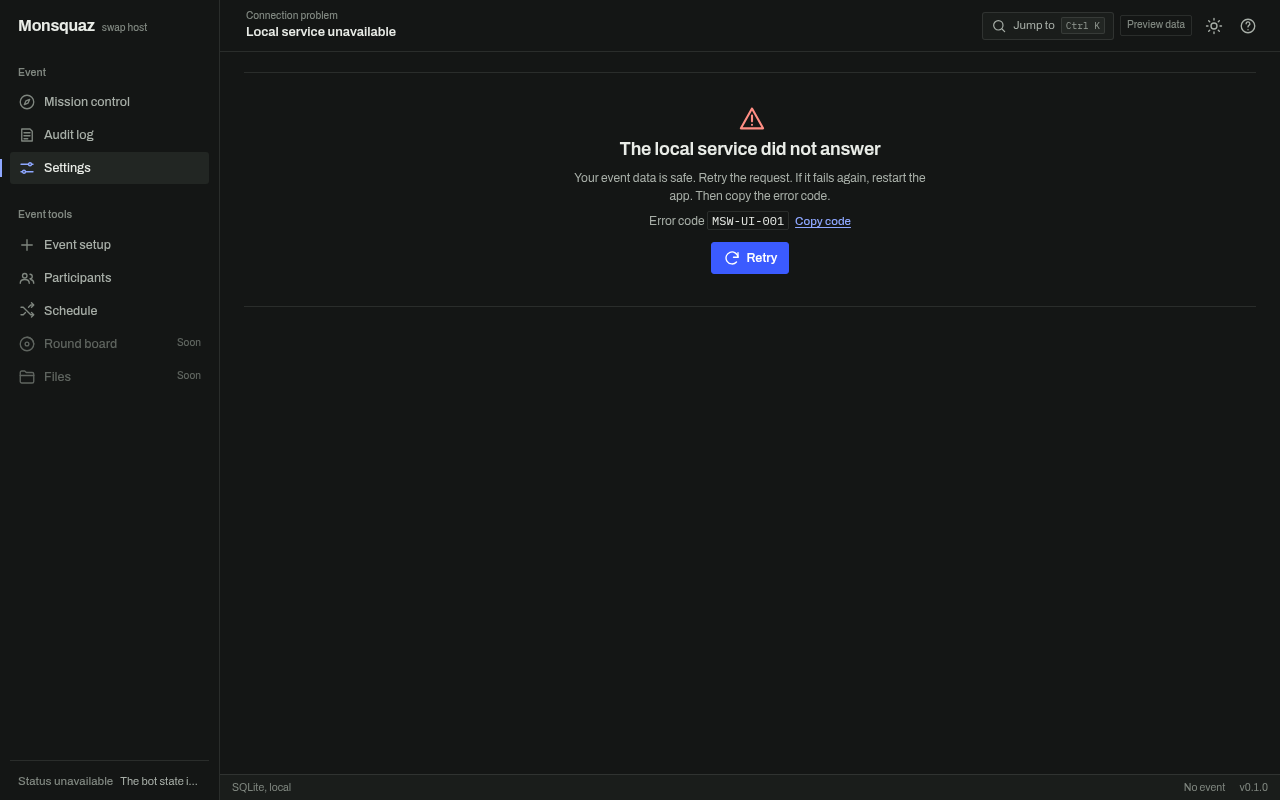 Monsquaz swap host
Event
Mission control
Audit log
Settings
Event tools
Event setup
Participants
Schedule
Round board Soon
Files Soon
Status unavailable The bot state i...
Connection problem
Local service unavailable
Jump to Ctrl K
Preview data
The local service did not answer
Your event data is safe. Retry the request. If it fails again, restart the
app. Then copy the error code.
Error code MSW-UI-001 Copy code
Retry
SQLite, local
No event v0.1.0